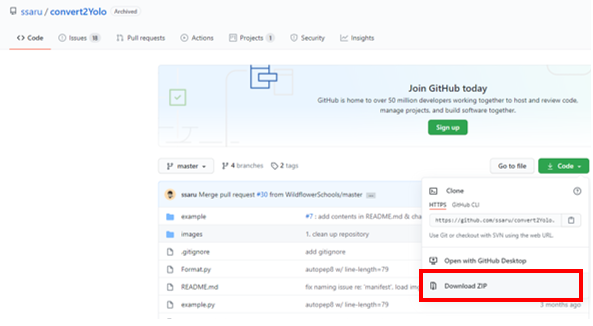 ssaru / convert2Yolo Archived
Code Issues 18 Pull requests Actions Projects 1 Security Insights
Join GitHub today
GitHub is home to over 50 million developers working together to host and review code,
manage projects, and build software together.
Sign up
master 4 branches 2 tags Go to file Code
ssaru Merge pull request #30 from WildflowerSchools/master ...
example #7 : add contents in README.md & cha
images 1. clean up repository
.gitignore add gitignore
Format.py autopep8 w/ line-length=79
README.md fix naming issue re: 'manifest', load imag
example.py autopep8 w/ line-length=79 3 months ago
Clone
HTTPS GitHub CLI
https://github.com/ssaru/convert2Yolo.
Use Git or checkout with SVN using the web URL.
Open with GitHub Desktop
Download ZIP